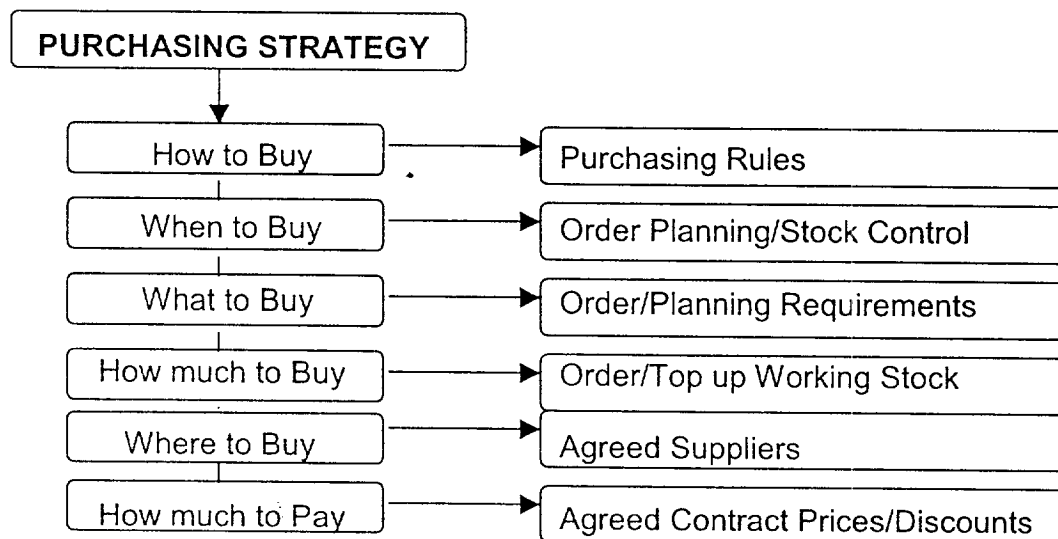 PURCHASING STRATEGY
How to Buy
Purchasing Rules
When to Buy
Order Planning/Stock Control
What to Buy
Order/Planning Requirements
How much to Buy
Order/Top up Working Stock
Where to Buy
Agreed Suppliers
How much to Pay
Agreed Contract Prices/Discounts